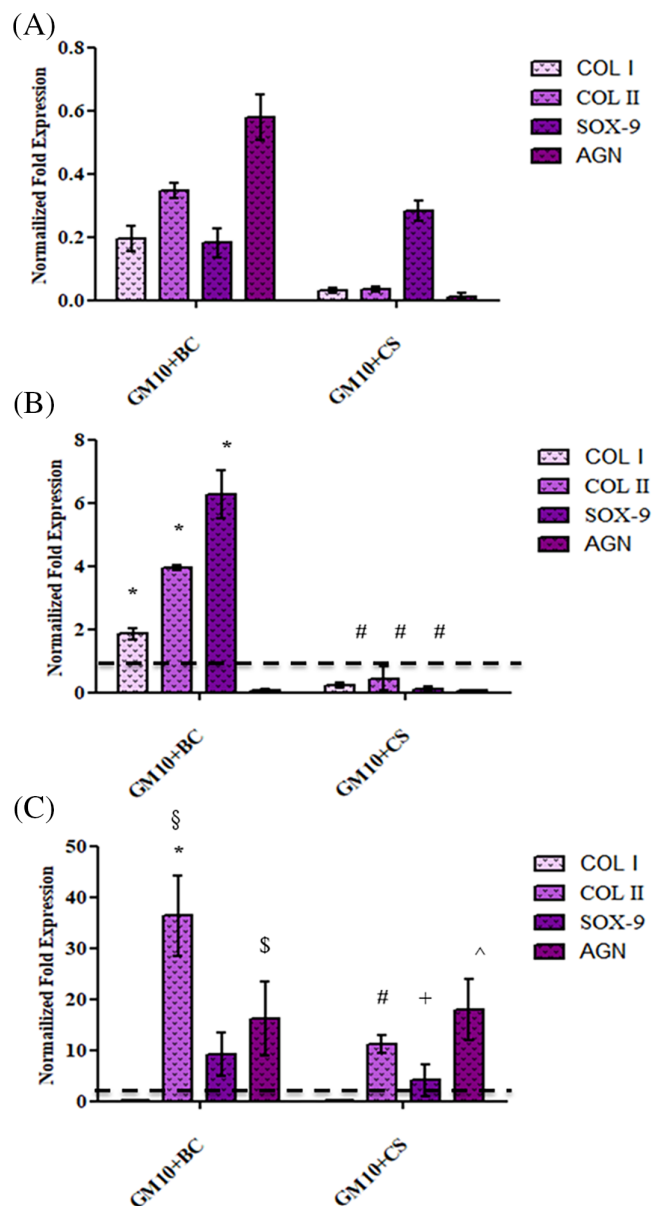 (A)
Normailized Fold Expression
0.8
0.6
0.4
0.2
0.0
GM10+BC
GM10+CS
COL I
COL II
SOX-9
AGN
(B)
Normailized Fold Expression
8
6
4
2
0
*
*
*
# # #
GM10+BC
GM10+CS
COL I
COL II
SOX-9
AGN
(C)
Normailized Fold Expression
50
40
30
20
10
0
§
*
$
#
+
^
GM10+BC
GM10+CS
COL I
COL II
SOX-9
AGN